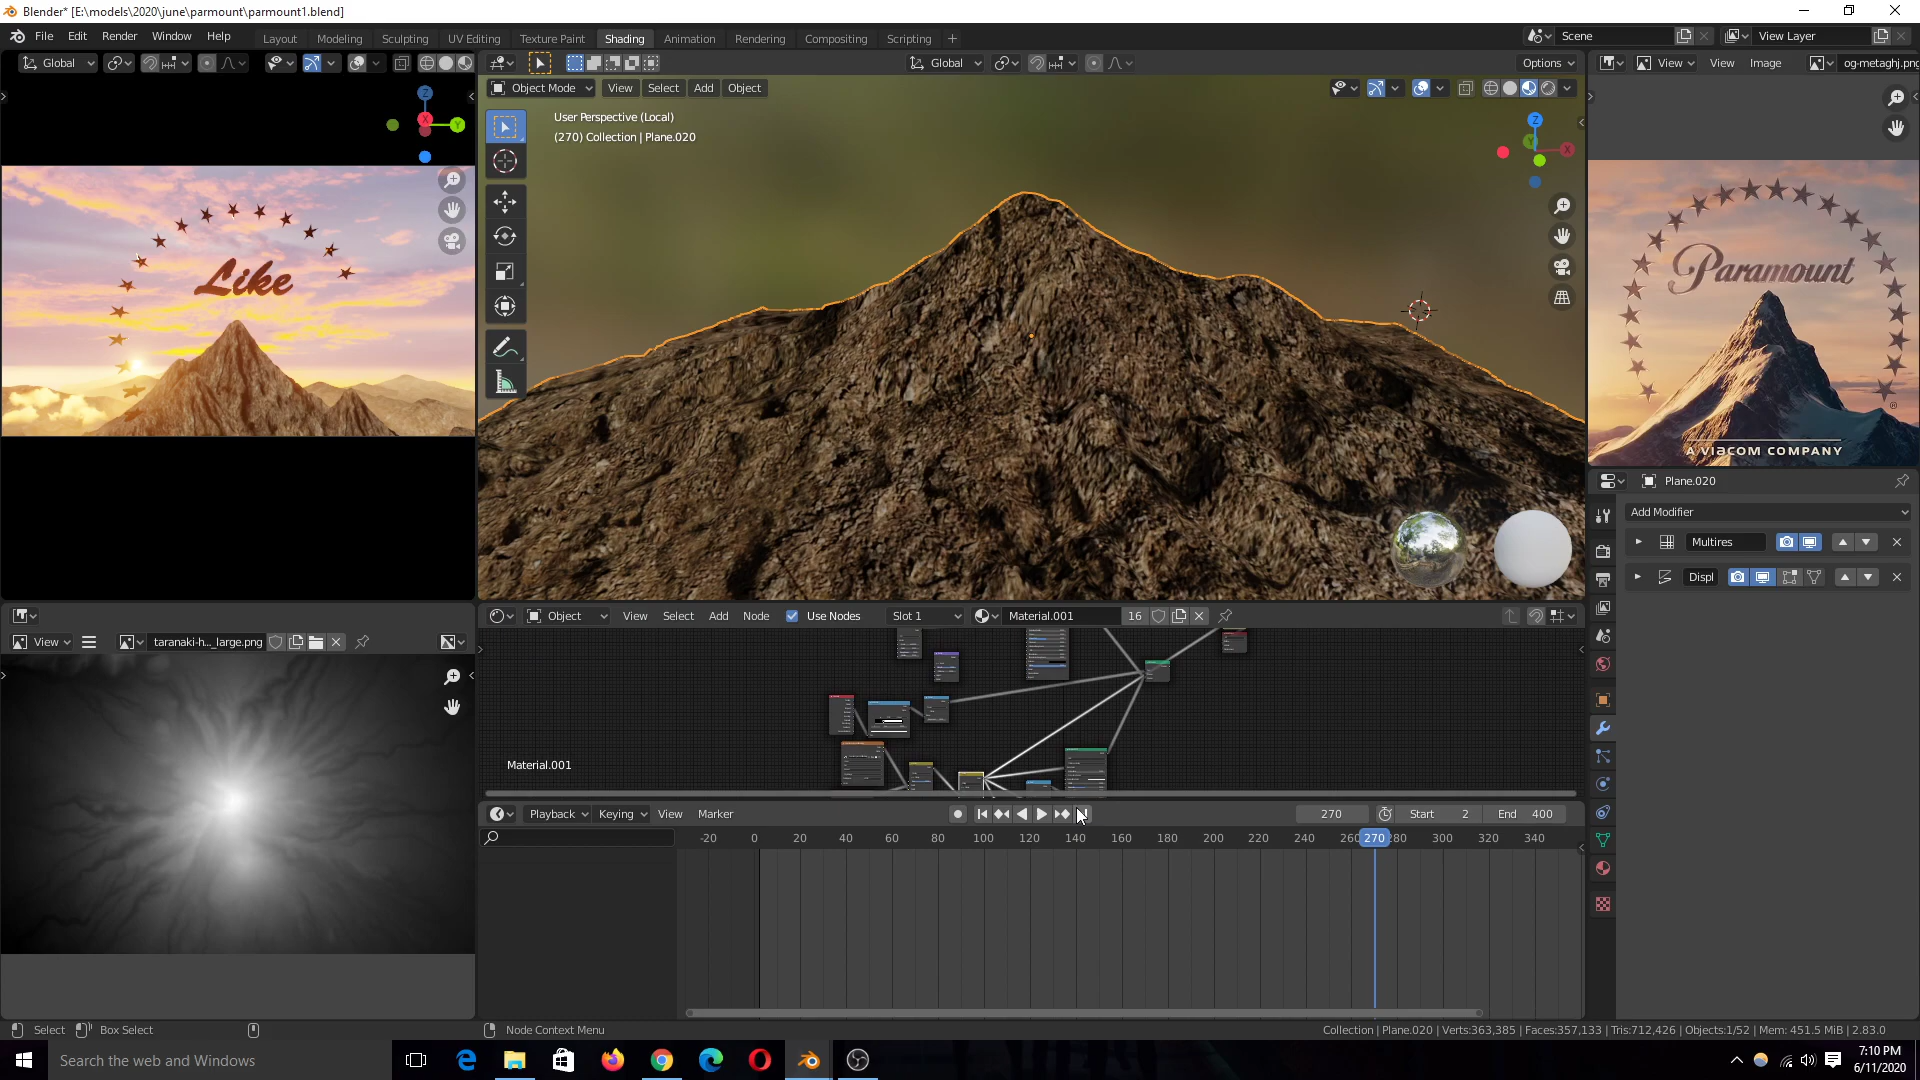 Blender* [E:\models\2020\june\parmount\parmount1.blend]
File Edit Render Window Help
Layout Modeling Sculpting UV Editing Texture Paint Shading Animation Rendering Compositing Scripting +
Scene
View Layer
Global
Global
Options
View View Image og-metaghj.png
Object Mode View Select Add Object
User Perspective (Local)
(270) Collection | Plane.020
Z
X
Y
Z
Y
X
Like
Paramount
®
A VIACOM COMPANY
Plane.020
Add Modifier
Multires
Displ
View taranaki-h.._large.png
Object View Select Add Node Use Nodes Slot 1 Material.001 16
Material.001
Playback Keying View Marker 270 Start 2 End 400
-20 0 20 40 60 80 100 120 140 160 180 200 220 240 260 270 280 300 320 340
Select Box Select Node Context Menu
Collection | Plane.020 | Verts:363,385 | Faces:357,133 | Tris:712,426 | Objects:1/52 | Mem: 451.5 MiB | 2.83.0
Search the web and Windows
7:10 PM
6/11/2020